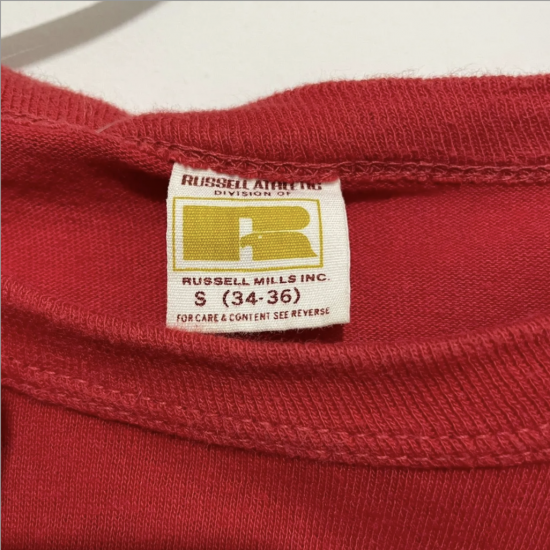 RUSSELL ATHLETIC
DIVISION OF
R
RUSSELL MILLS INC.
S (34-36)
FOR CARE & CONTENT SEE REVERSE